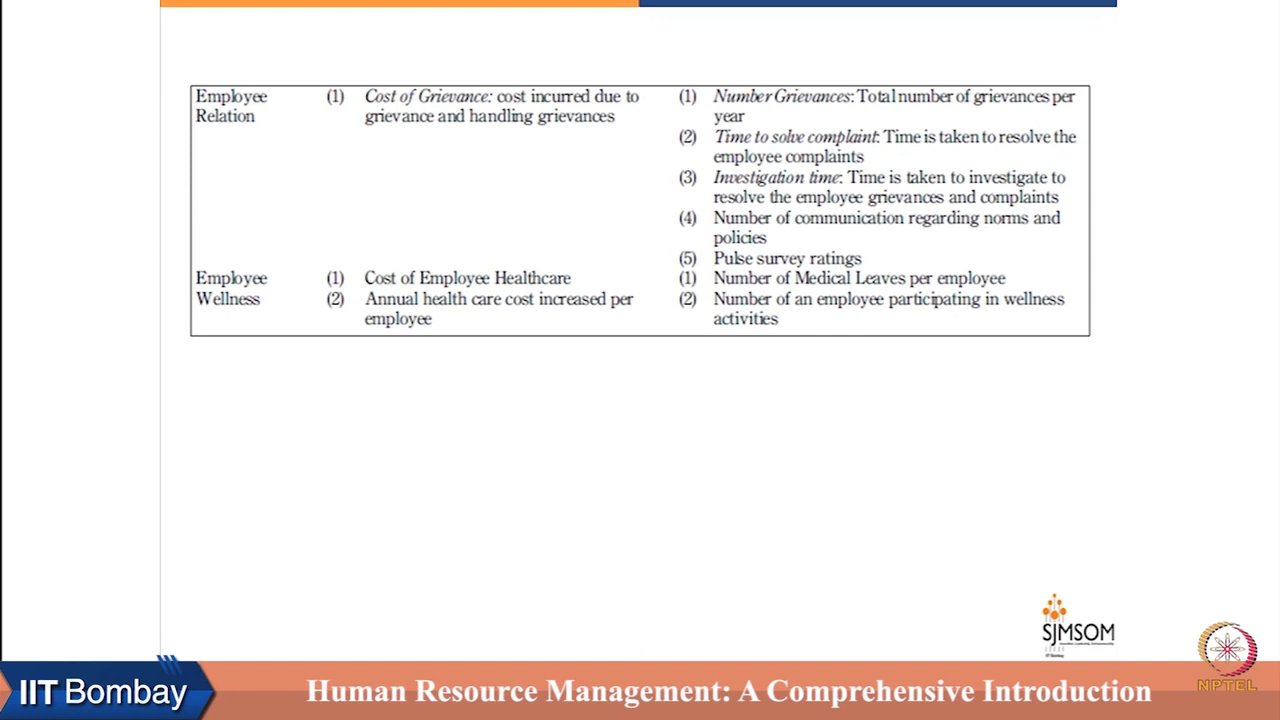 Employee (1) Cost of Grievance: cost incurred due to (1) Number Grievances: Total number of grievances per
Relation grievance and handling grievances year
(2) Time to solve complaint: Time is taken to resolve the
employee complaints
(3) Investigation time: Time is taken to investigate to
resolve the employee grievances and complaints
(4) Number of communication regarding norms and
policies
(5) Pulse survey ratings
Employee (1) Cost of Employee Healthcare (1) Number of Medical Leaves per employee
Wellness (2) Annual health care cost increased per (2) Number of an employee participating in wellness
employee activities
SJMSOM
IIT Bombay
NPTEL
IIT Bombay
Human Resource Management: A Comprehensive Introduction